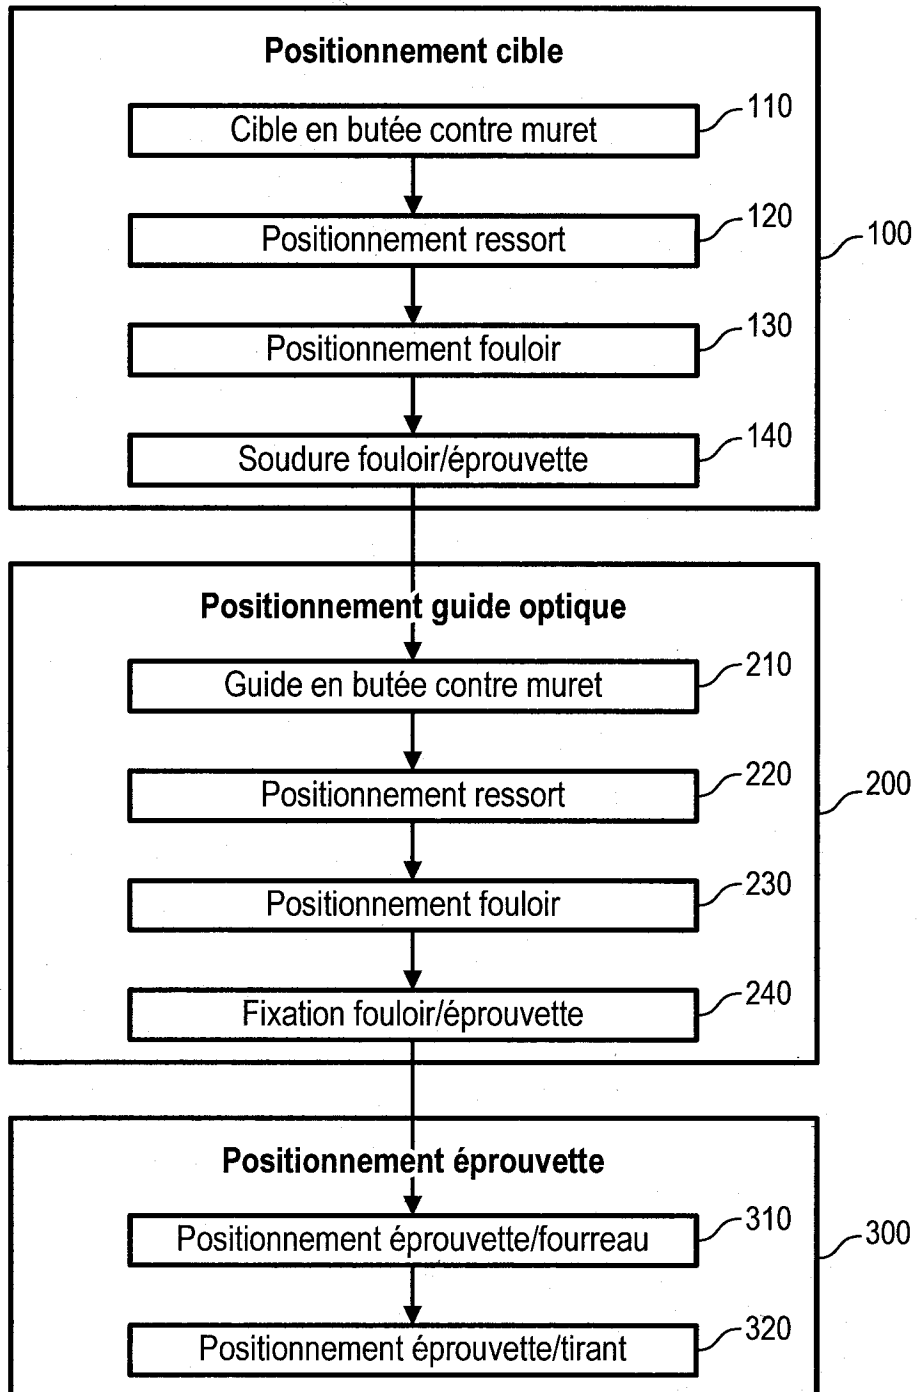 Positionnement cible
Cible en butée contre muret
110
Positionnement ressort
120
100
Positionnement fouloir
130
Soudure fouloir/éprouvette
140
Positionnement guide optique
Guide en butée contre muret
210
Positionnement ressort
220
200
Positionnement fouloir
230
Fixation fouloir/éprouvette
240
Positionnement éprouvette
Positionnement éprouvette/fourreau
310
300
Positionnement éprouvette/tirant
320